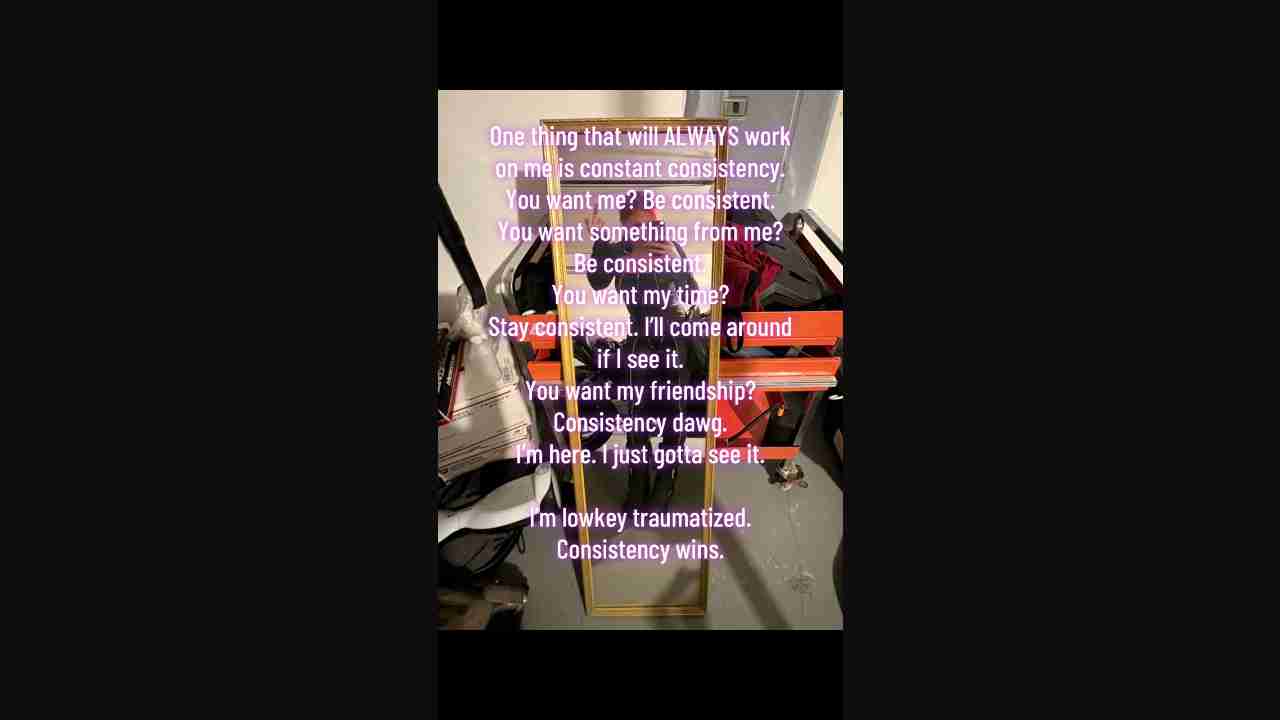 One thing that will ALWAYS work
on me is constant consistency.
You want me? Be consistent.
You want something from me?
Be consistent.
You want my time?
Stay consistent. I'll come around
if I see it.
You want my friendship?
Consistency dawg.
I'm here. I just gotta see it.
I'm lowkey traumatized.
Consistency wins.